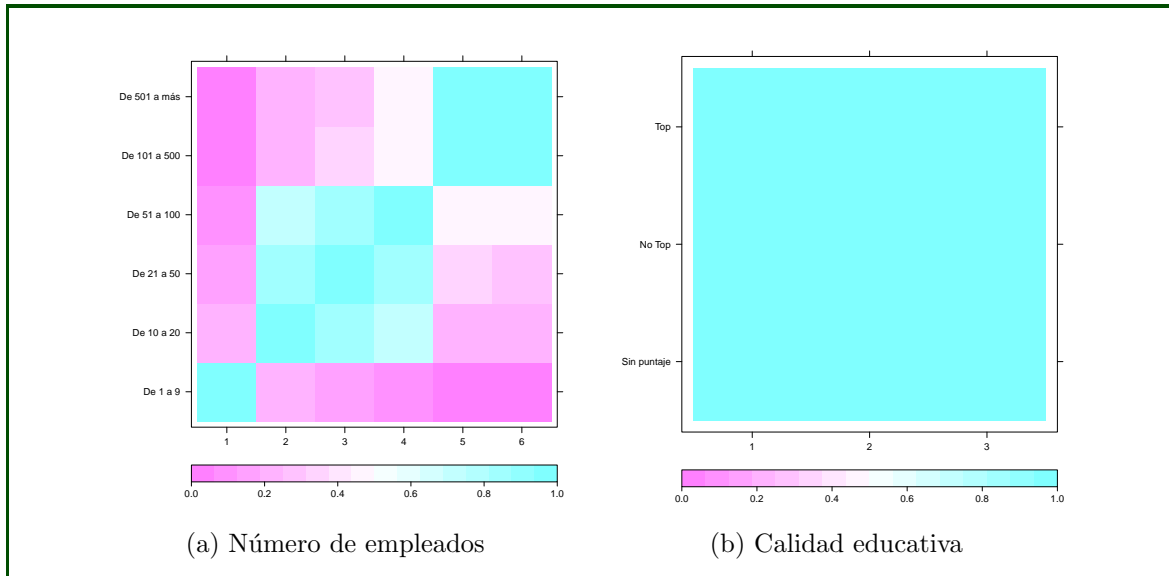 De 501 a más
De 101 a 500
De 51 a 100
De 21 a 50
De 10 a 20
De 1 a 9
1 2 3 4 5 6
0.0 0.2 0.4 0.6 0.8 1.0
(a) Número de empleados
Top
No Top
Sin puntaje
1 2 3
0.0 0.2 0.4 0.6 0.8 1.0
(b) Calidad educativa